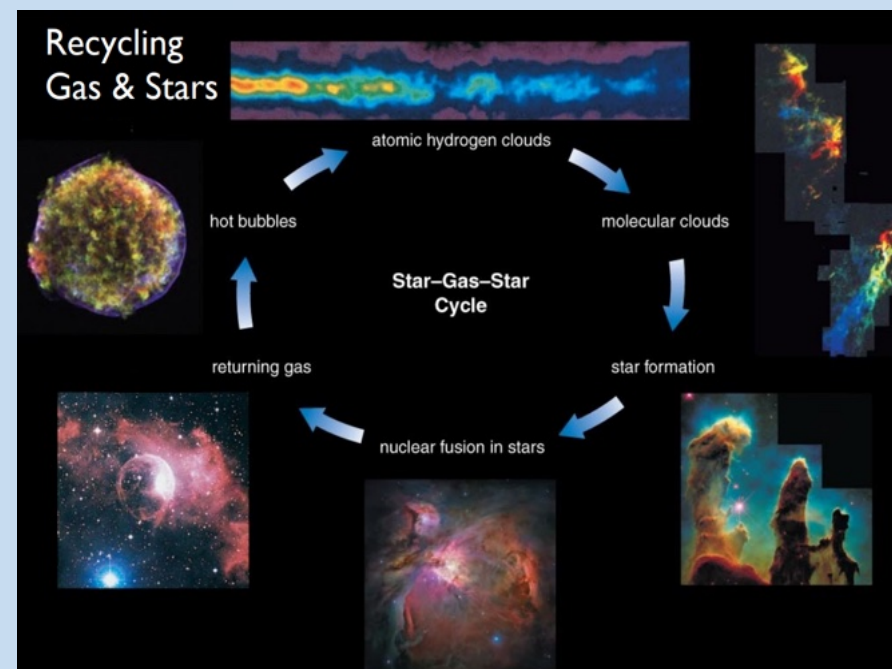 Recycling
Gas & Stars
atomic hydrogen clouds
hot bubbles
molecular clouds
Star–Gas–Star
Cycle
returning gas
star formation
nuclear fusion in stars